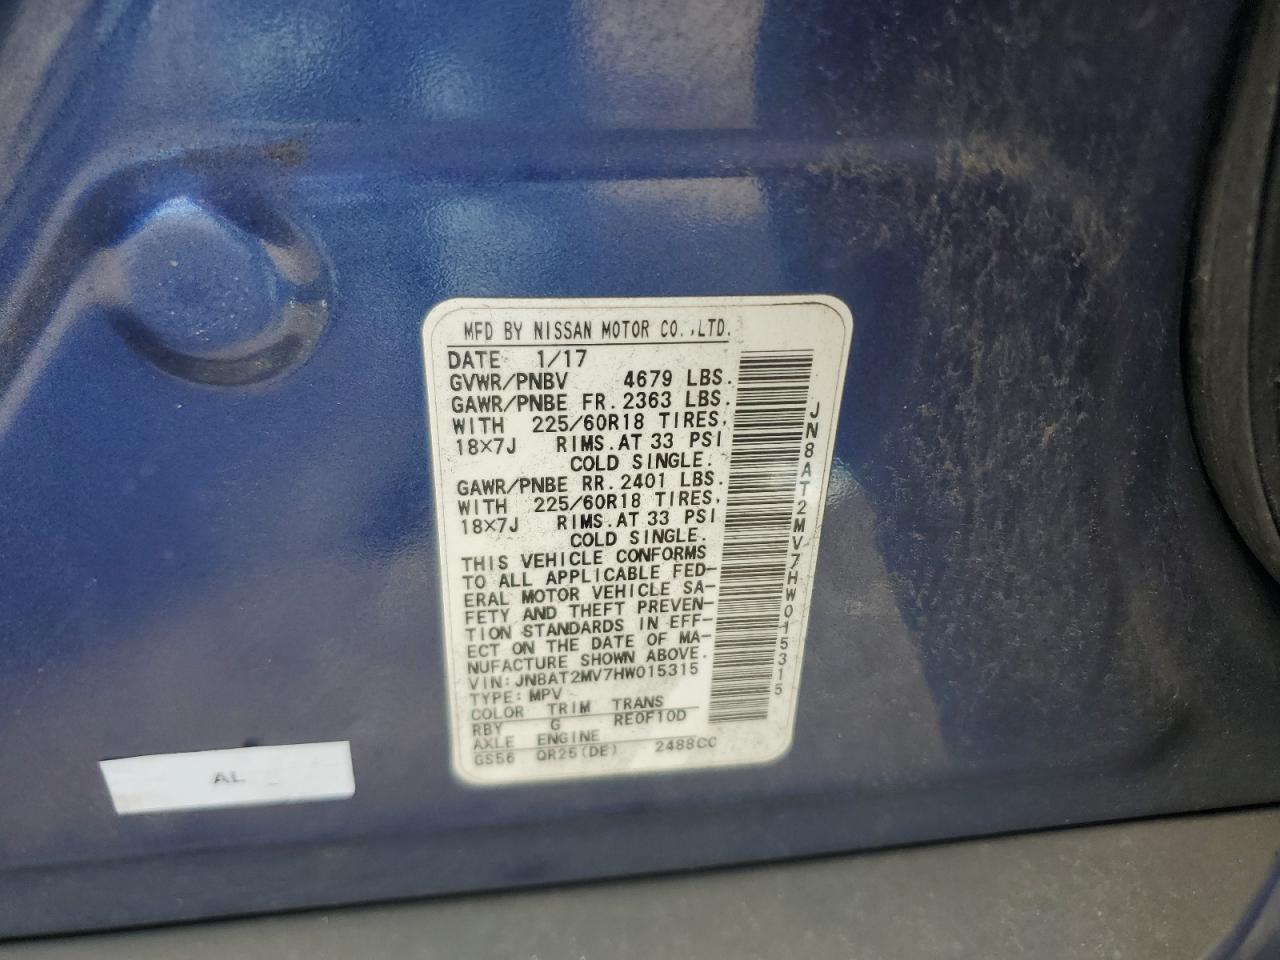 MFD BY NISSAN MOTOR CO.,LTD.
DATE 1/17
GVWR/PNBV 4679 LBS.
GAWR/PNBE FR. 2363 LBS.
WITH 225/60R18 TIRES,
18X7J RIMS.AT 33 PSI
COLD SINGLE.
GAWR/PNBE RR. 2401 LBS.
WITH 225/60R18 TIRES,
18X7J RIMS.AT 33 PSI
COLD SINGLE.
THIS VEHICLE CONFORMS
TO ALL APPLICABLE FED-
ERAL MOTOR VEHICLE SA-
FETY AND THEFT PREVEN-
TION STANDARDS IN EFF-
ECT ON THE DATE OF MA-
NUFACTURE SHOWN ABOVE.
VIN: JN8AT2MV7HW015315
TYPE: MPV
COLOR TRIM TRANS
RBY G RE0F10D
AXLE ENGINE
GS56 QR25(DE) 2488CC
JN8AT2MV7HW015315
AL